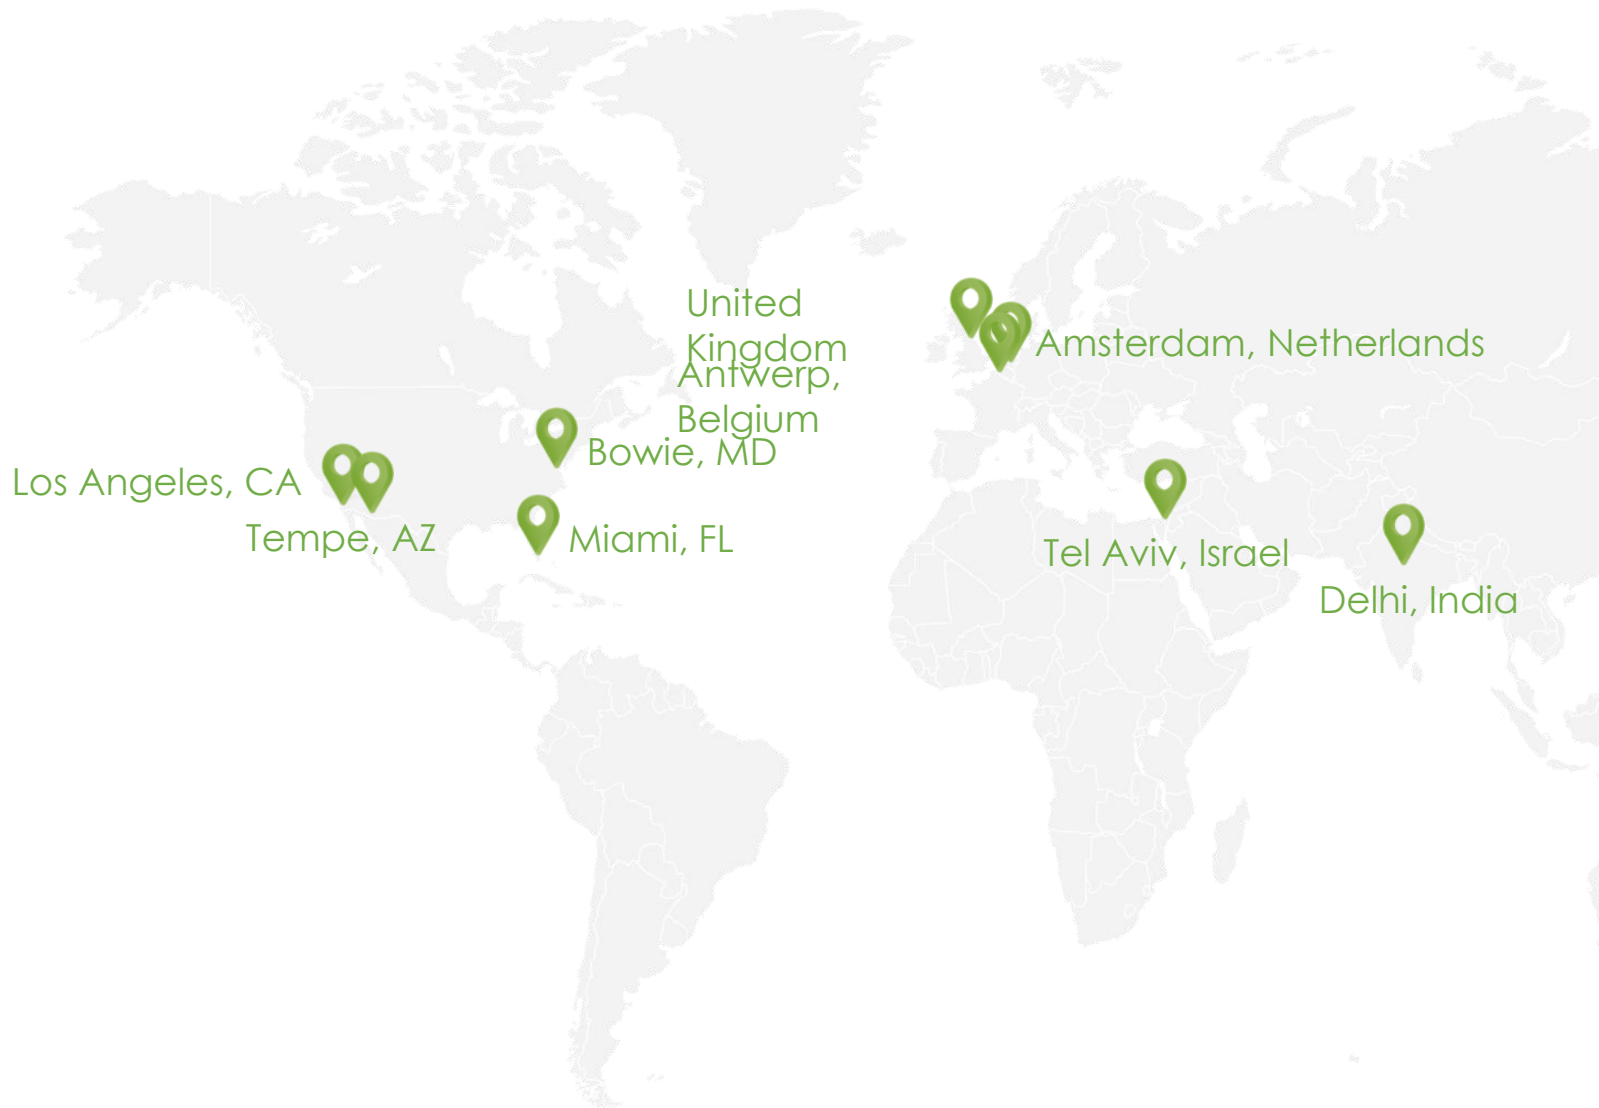 United
Kingdom
Antwerp,
Belgium
Amsterdam, Netherlands
Bowie, MD
Los Angeles, CA
Tempe, AZ
Miami, FL
Tel Aviv, Israel
Delhi, India